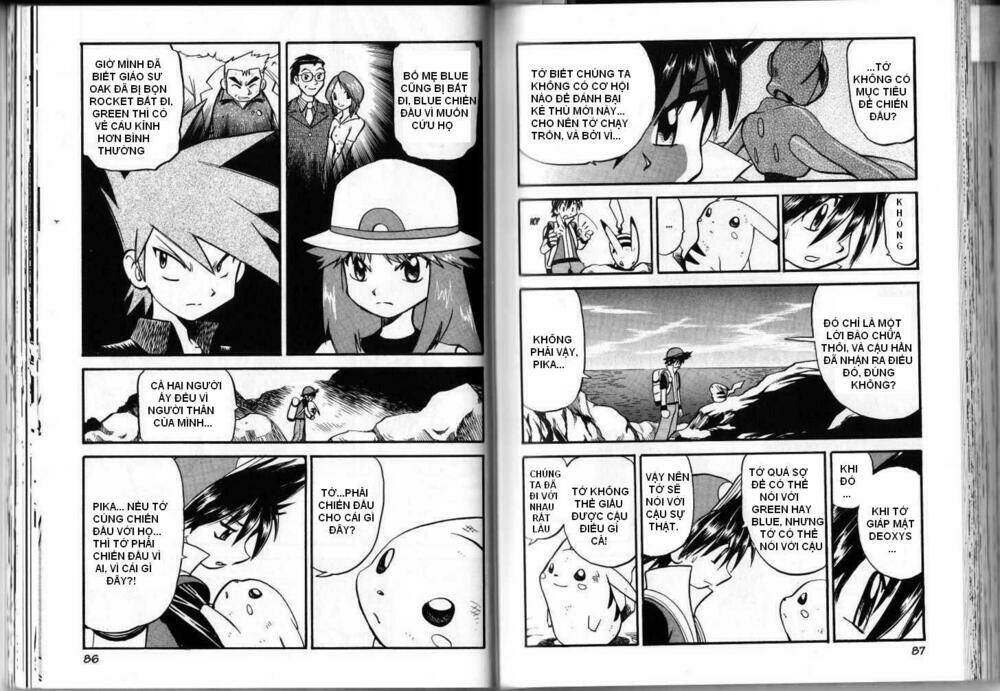 GIỜ MÌNH ĐÃ
BIẾT GIÁO SƯ
OAK ĐÃ BỊ BỌN
ROCKET BẮT ĐI,
GREEN THÌ CÓ
VẺ CÁU KỈNH
HƠN BÌNH
THƯỜNG
BỐ MẸ BLUE
CŨNG BỊ BẮT
ĐI, BLUE CHIẾN
ĐẤU VÌ MUỐN
CỨU HỌ
CẢ HAI NGƯỜI
ẤY ĐỀU VÌ
NGƯỜI THÂN
CỦA MÌNH...
PIKA... NẾU TỚ
CÙNG CHIẾN
ĐẤU VỚI HỌ...
THÌ TỚ PHẢI
CHIẾN ĐẤU VÌ
AI, VÌ CÁI GÌ
ĐÂY?!
TỚ...PHẢI
CHIẾN ĐẤU
CHO CÁI GÌ
ĐÂY?
86
TỚ BIẾT CHÚNG TA
KHÔNG CÓ CƠ HỘI
NÀO ĐỂ ĐÁNH BẠI
KẺ THÙ MỚI NÀY...
CHO NÊN TỚ CHẠY
TRỐN, VÀ BỞI VÌ...
...TỚ
KHÔNG CÓ
MỤC TIÊU
ĐỂ CHIẾN
ĐẤU?
...
KHÔNG
KHÔNG
PHẢI VẬY,
PIKA...
ĐÓ CHỈ LÀ MỘT
LỜI BÀO CHỮA
THÔI, VÀ CẬU HẲN
ĐÃ NHẬN RA ĐIỀU
ĐÓ, ĐÚNG
KHÔNG?
CHÚNG
TA ĐÃ
ĐI VỚI
NHAU
RẤT
LÂU
TỚ KHÔNG
THỂ GIẤU
ĐƯỢC CẬU
ĐIỀU GÌ
CẢ!
VẬY NÊN
TỚ SẼ
NÓI VỚI
CẬU SỰ
THẬT.
TỚ QUÁ SỢ
ĐỂ CÓ THỂ
NÓI VỚI
GREEN HAY
BLUE, NHƯNG
TỚ CÓ THỂ
NÓI VỚI CẬU
KHI
ĐÓ
...
KHI TỚ
GIÁP MẶT
DEOXYS
...
87